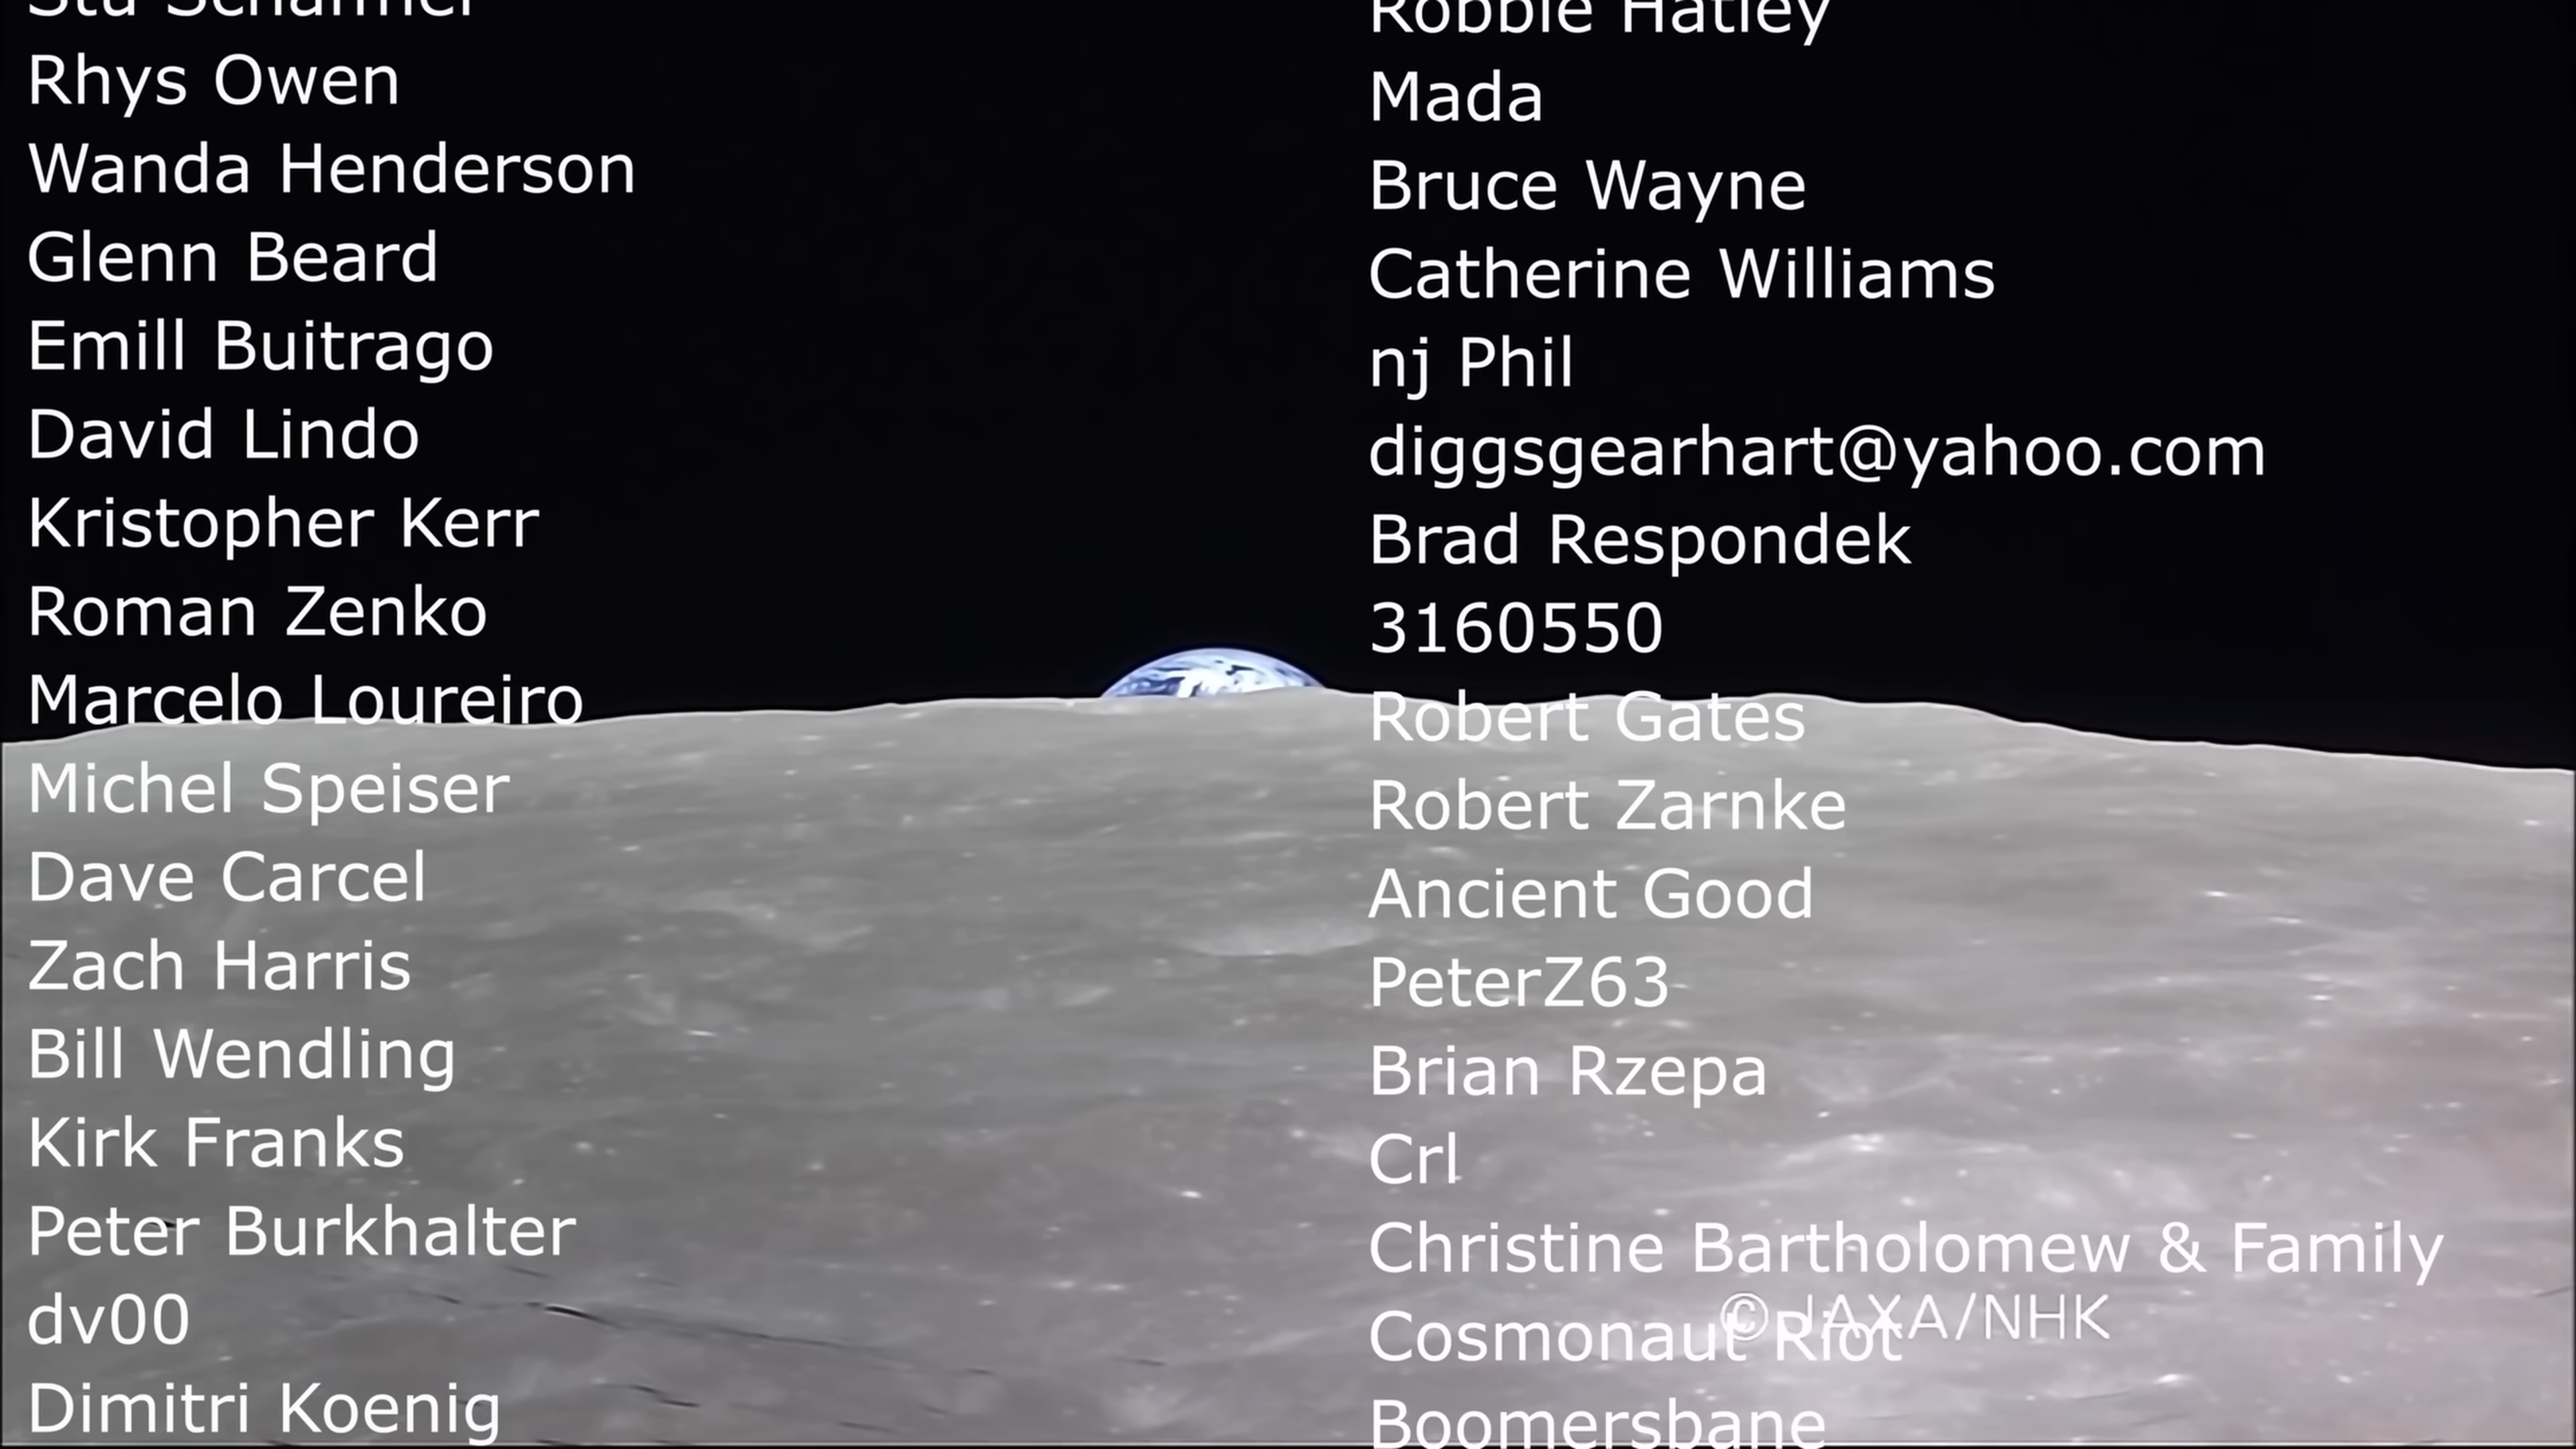 Rhys Owen
Wanda Henderson
Glenn Beard
Emill Buitrago
David Lindo
Kristopher Kerr
Roman Zenko
Marcelo Loureiro
Michel Speiser
Dave Carcel
Zach Harris
Bill Wendling
Kirk Franks
Peter Burkhalter
dv00
Dimitri Koenig
Robbie Hatley
Mada
Bruce Wayne
Catherine Williams
nj Phil
diggsgearhart@yahoo.com
Brad Respondek
3160550
Robert Gates
Robert Zarnke
Ancient Good
PeterZ63
Brian Rzepa
Crl
Christine Bartholomew & Family
Cosmonaut Riot
Boomersbane
©JAXA/NHK